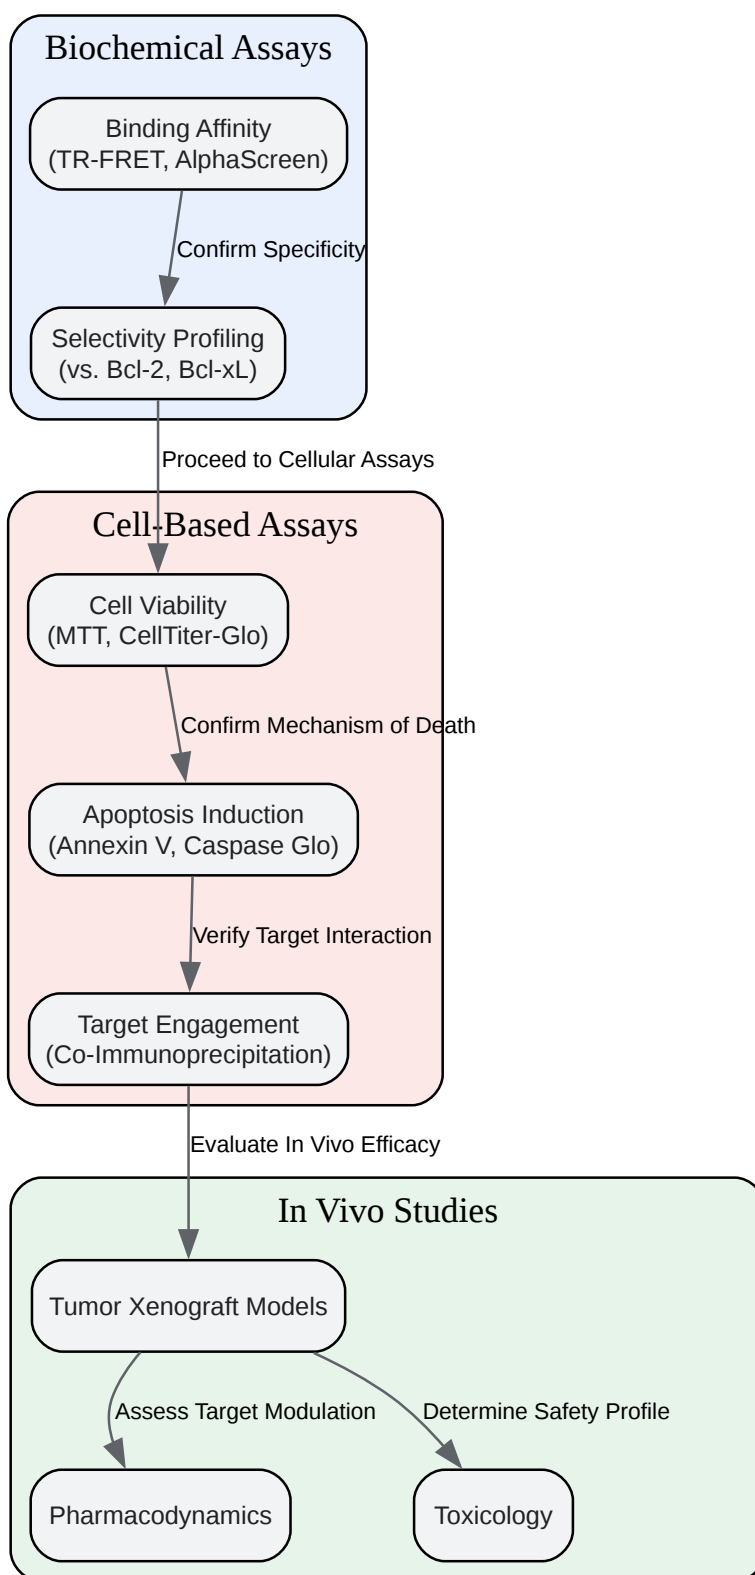 Biochemical Assays
Binding Affinity
(TR-FRET, AlphaScreen)
Confirm Specificity
Selectivity Profiling
(vs. Bcl-2, Bcl-xL)
Proceed to Cellular Assays
Cell-Based Assays
Cell Viability
(MTT, CellTiter-Glo)
Confirm Mechanism of Death
Apoptosis Induction
(Annexin V, Caspase Glo)
Verify Target Interaction
Target Engagement
(Co-Immunoprecipitation)
Evaluate In Vivo Efficacy
In Vivo Studies
Tumor Xenograft Models
Assess Target Modulation
Determine Safety Profile
Pharmacodynamics
Toxicology